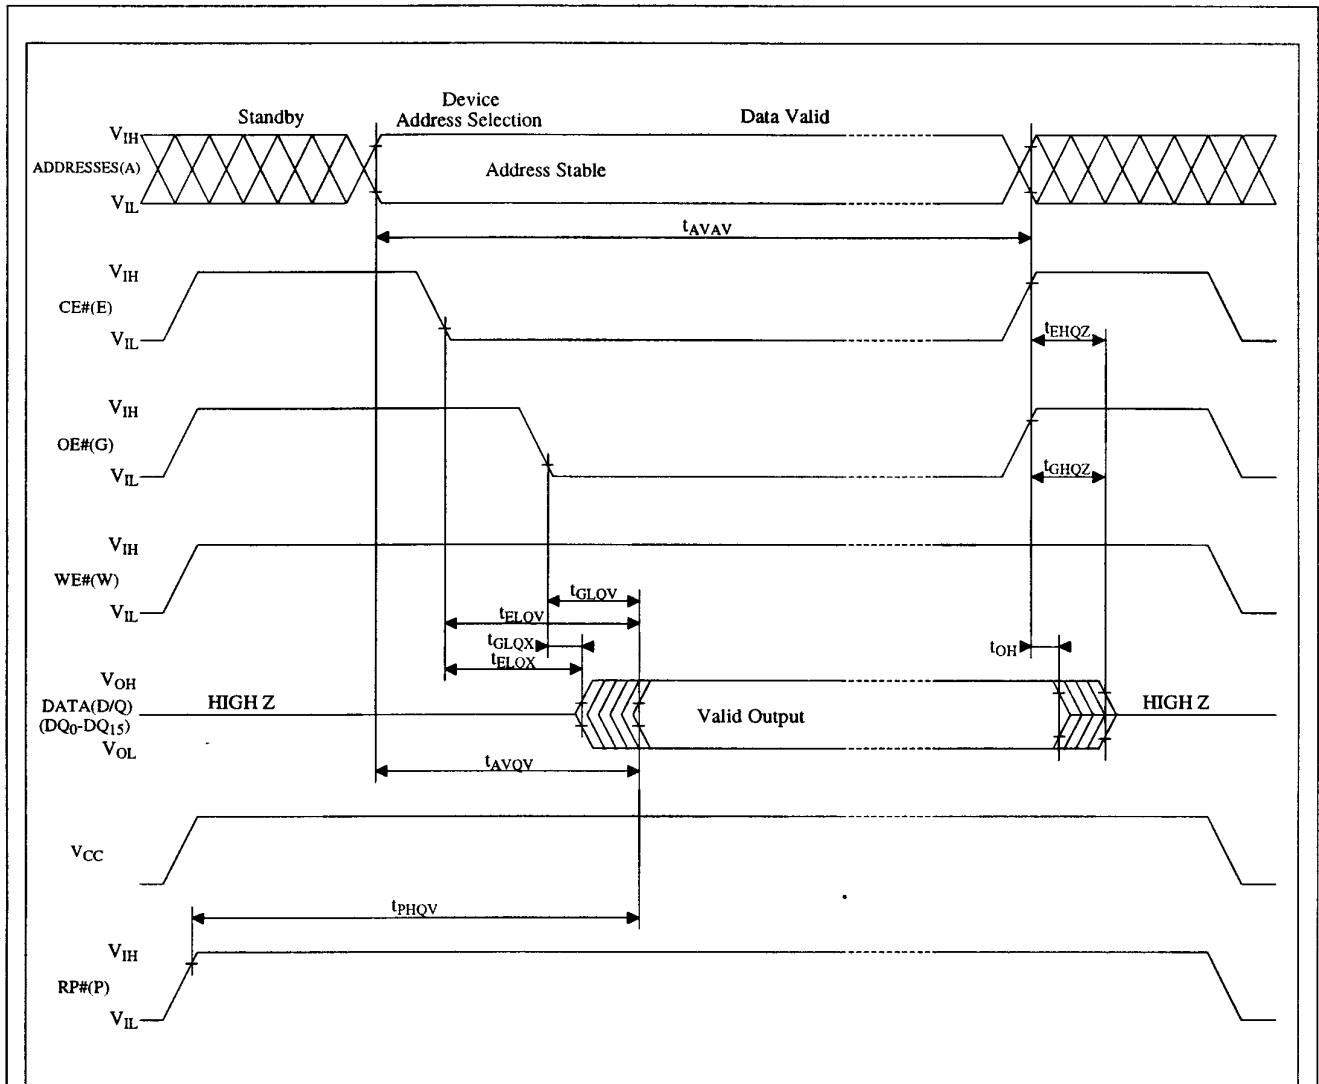 Standby
Device
Address Selection
Data Valid
VIH
ADDRESSES(A)
VIL
Address Stable
tAVAV
VIH
CE#(E)
VIL
tEHQZ
VIH
OE#(G)
VIL
tGHQZ
VIH
WE#(W)
VIL
tGLQV
tELQV
tGLQX
tELQX
tOH
VOH
DATA(D/Q)
(DQ0-DQ15)
VOL
HIGH Z
Valid Output
HIGH Z
tAVQV
VCC
tPHQV
VIH
RP#(P)
VIL